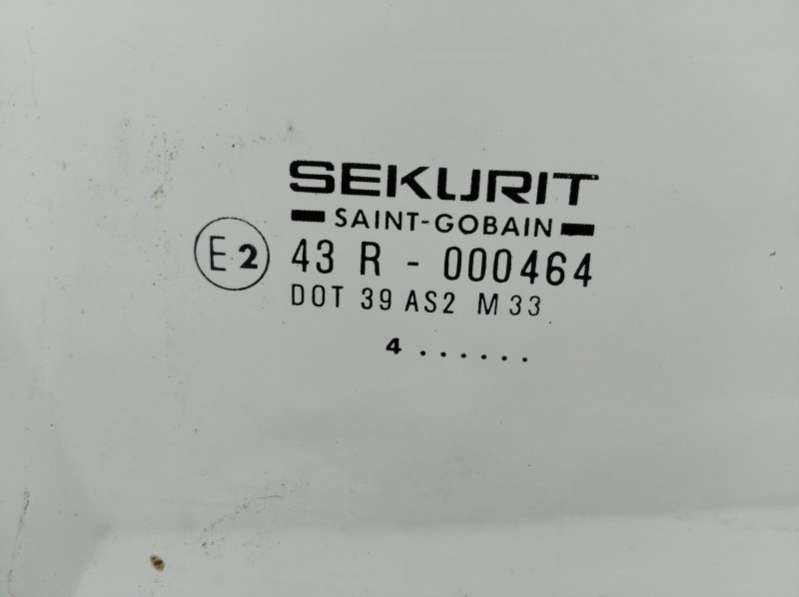 SEKURIT
SAINT-GOBAIN
E2 43 R - 000464
DOT 39 AS2 M33
4 . . . . . .